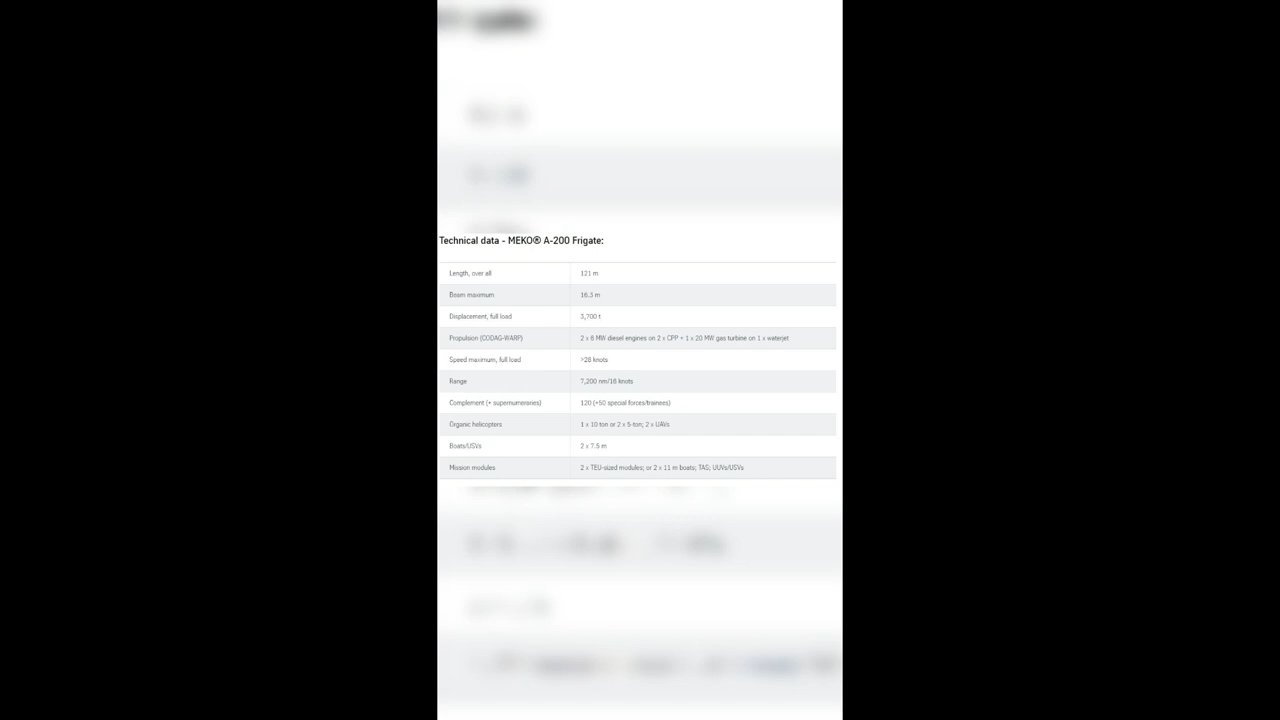 Technical data - MEKO® A-200 Frigate:
Length, over all 121 m
Beam maximum 16.3 m
Displacement, full load 3,700 t
Propulsion (CODAG-WARP) 2 x 6 MW diesel engines on 2 x CPP + 1 x 20 MW gas turbine on 1 x waterjet
Speed maximum, full load >28 knots
Range 7,200 nm/16 knots
Complement (+ supernumeraries) 120 (+50 special forces/trainees)
Organic helicopters 1 x 10 ton or 2 x 5-ton; 2 x UAVs
Boats/USVs 2 x 7.5 m
Mission modules 2 x TEU-sized modules; or 2 x 11 m boats; TAS; UUVs/USVs